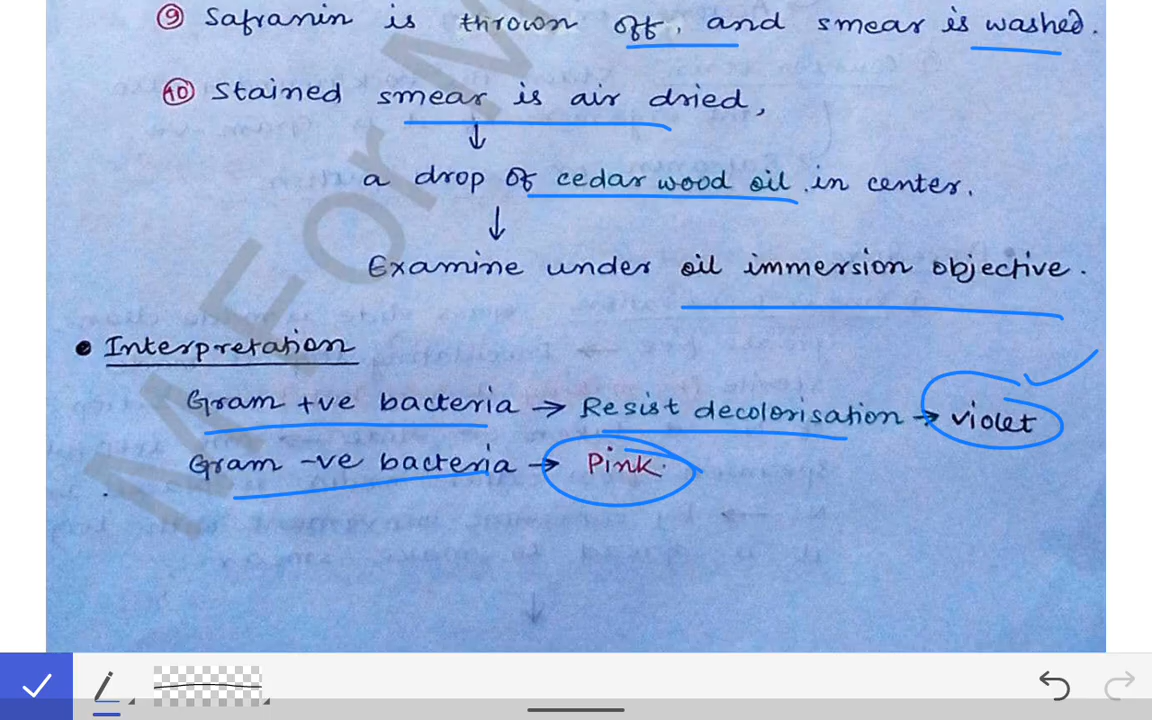 ⑨ Safranin is thrown off, and smear is washed.
⑩ Stained smear is air dried,
↓
a drop of cedar wood oil in center.
↓
Examine under oil immersion objective.
• Interpretation
Gram +ve bacteria → Resist decolorisation → violet
Gram -ve bacteria → Pink.
M For M